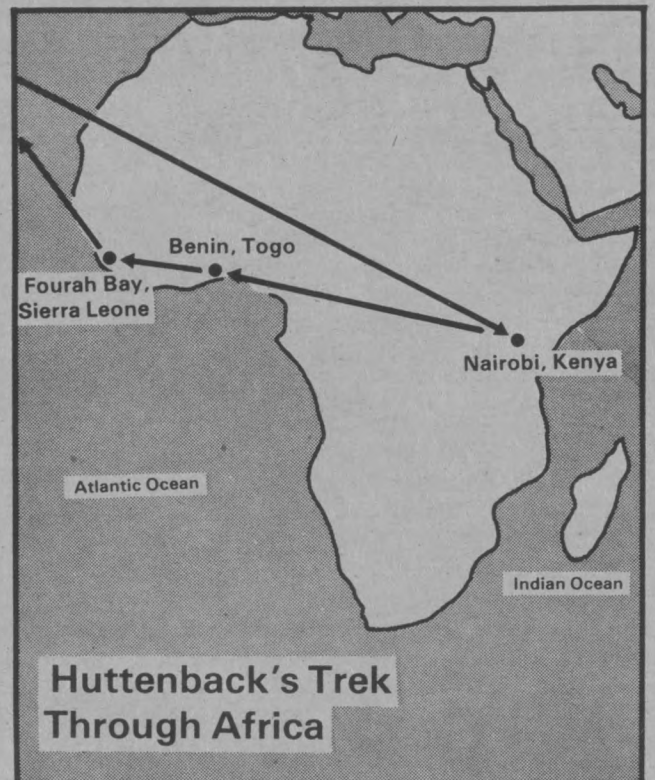 Benin, Togo
Fourah Bay,
Sierra Leone
Nairobi, Kenya
Atlantic Ocean
Indian Ocean
Huttenback's Trek
Through Africa